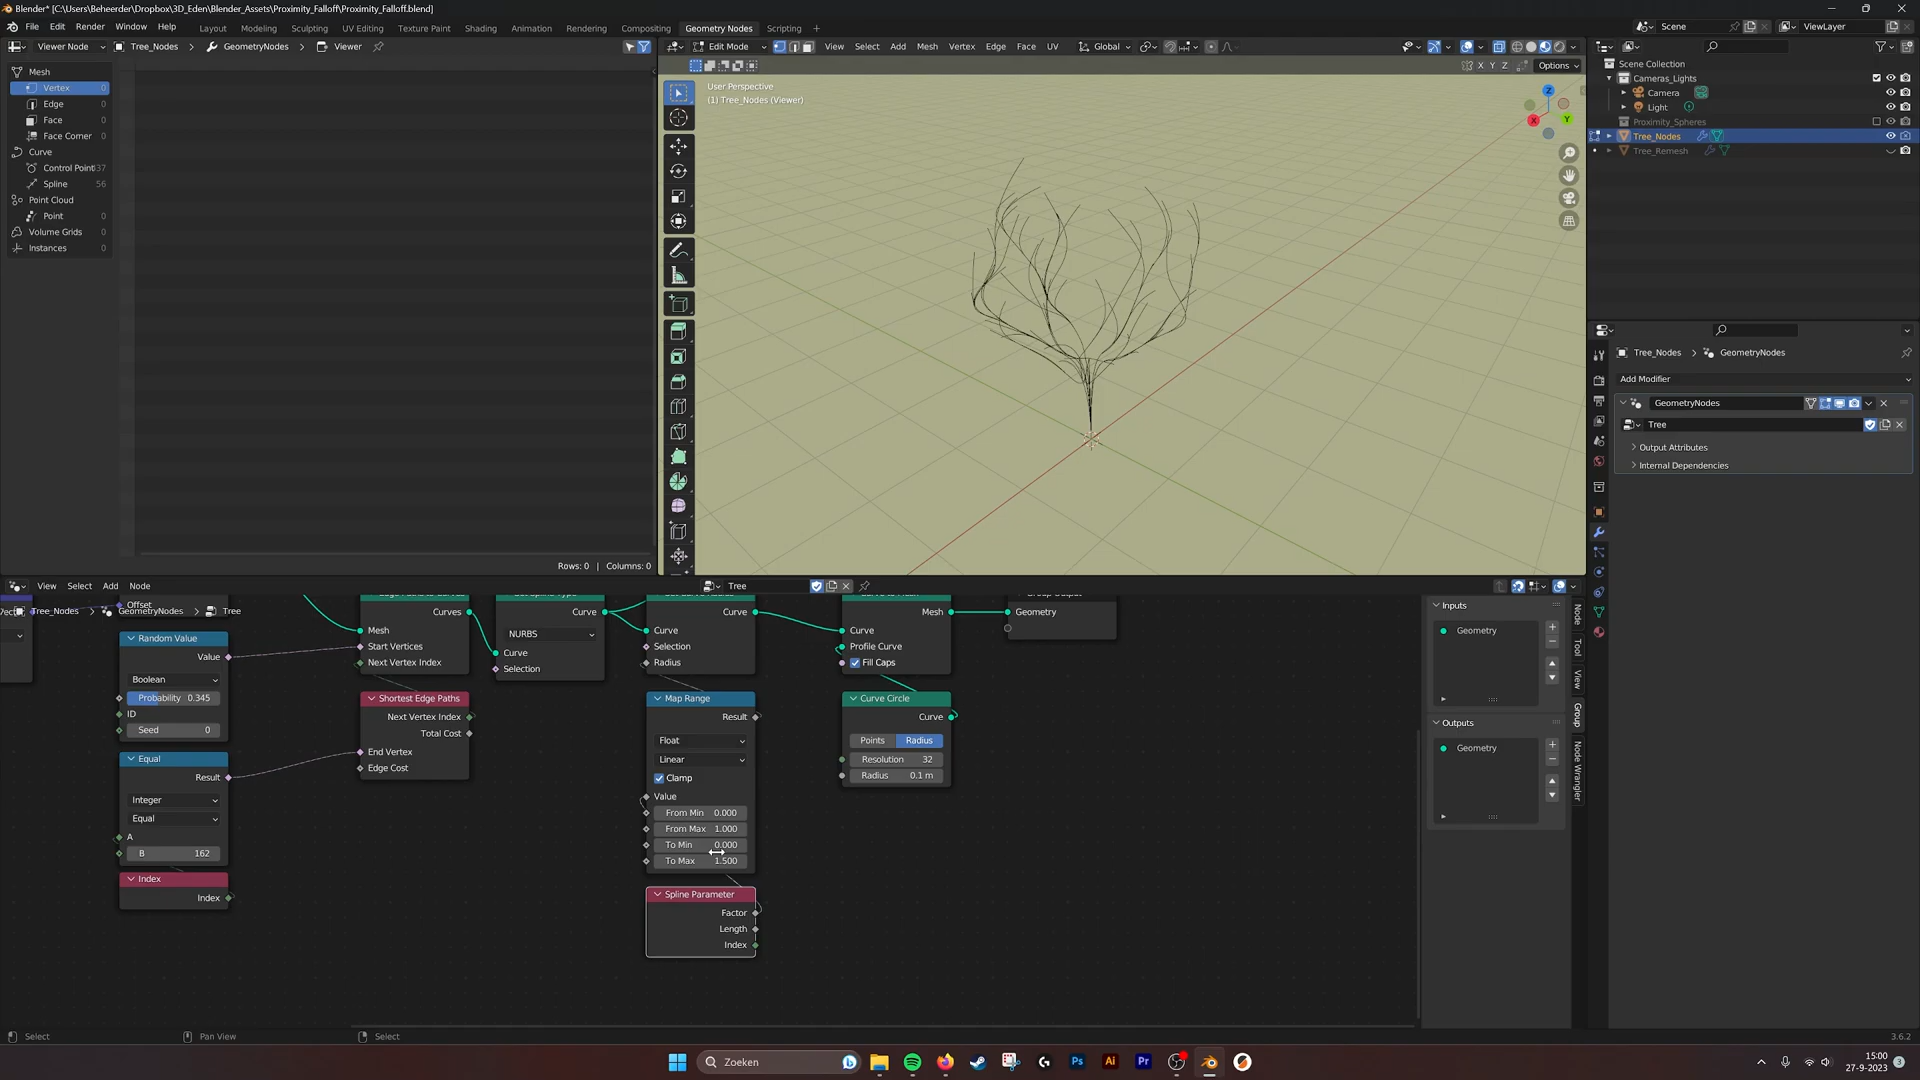 Blender* [C:\Users\Beheerder\Dropbox\3D_Eden\Blender_Assets\Proximity_Falloff\Proximity_Falloff.blend]
File Edit Render Window Help Layout Modeling Sculpting UV Editing Texture Paint Shading Animation Rendering Compositing Geometry Nodes Scripting + Scene ViewLayer
Viewer Node Tree_Nodes GeometryNodes Viewer
Edit Mode View Select Add Mesh Vertex Edge Face UV Global
X Y Z Options
Mesh
Vertex 0
Edge 0
Face 0
Face Corner 0
Curve
Spline 56
Point Cloud
Point 0
Volume Grids 0
Instances 0
Rows: 0 | Columns: 0
User Perspective
(1) Tree_Nodes (Viewer)
Z
X
Y
Scene Collection
Cameras_Lights
Camera
Light
Proximity_Spheres
Tree_Nodes
Tree_Remesh
Tree_Nodes GeometryNodes
Add Modifier
GeometryNodes
Tree
Output Attributes
Internal Dependencies
View Select Add Node Tree
Tree_Nodes GeometryNodes Tree
Offset
Random Value
Value
Boolean
Probability 0.345
ID
Seed 0
Equal
Result
Integer
Equal
A
B 162
Index
Index
Curves
Mesh
Start Vertices
Next Vertex Index
Shortest Edge Paths
Next Vertex Index
Total Cost
End Vertex
Edge Cost
Curve
NURBS
Curve
Selection
Curve
Curve
Selection
Radius
Map Range
Result
Float
Linear
Clamp
Value
From Min 0.000
From Max 1.000
To Min 0.000
To Max 1.500
Spline Parameter
Factor
Length
Index
Mesh
Curve
Profile Curve
Fill Caps
Curve Circle
Curve
Points Radius
Resolution 32
Radius 0.1 m
Geometry
Inputs
Geometry
Outputs
Geometry
Node
Tool
View
Group
Node Wrangler
Select Pan View Select 3.6.2
Zoeken
Ps Ai Pr
15:00
27-9-2023
3